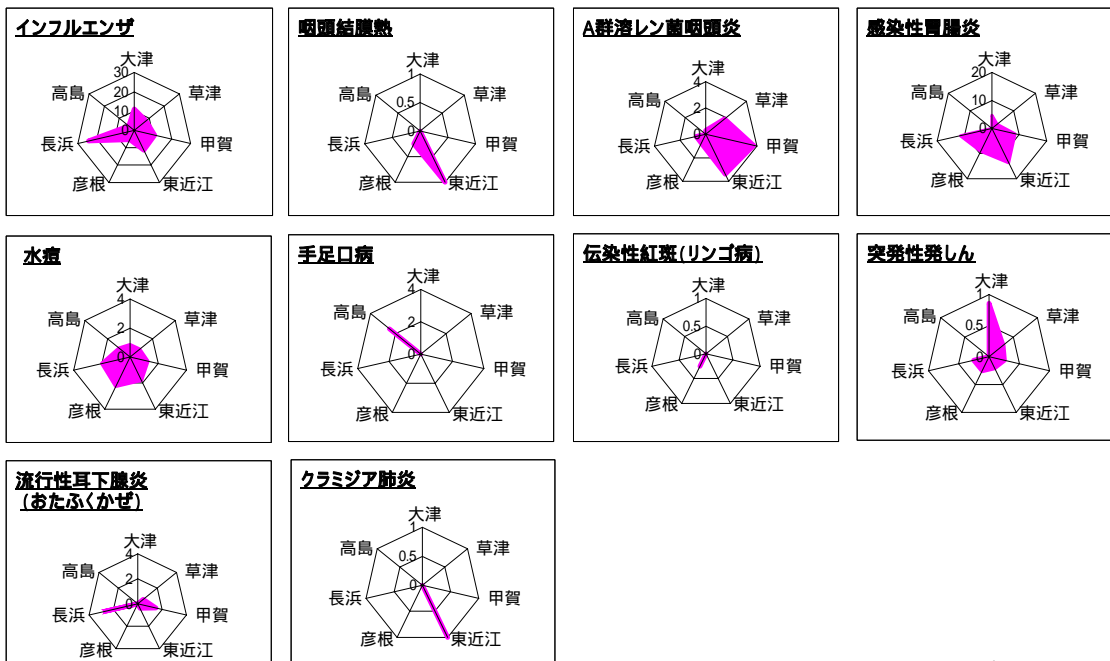 インフルエンザ
大津
30
20
10
0
草津
甲賀
東近江
彦根
長浜
高島
咽頭結膜熱
大津
1
0.5
0
草津
甲賀
東近江
彦根
長浜
高島
A群溶レン菌咽頭炎
大津
4
2
0
草津
甲賀
東近江
彦根
長浜
高島
感染性胃腸炎
大津
20
10
0
草津
甲賀
東近江
彦根
長浜
高島
水痘
大津
4
2
0
草津
甲賀
東近江
彦根
長浜
高島
手足口病
大津
4
2
0
草津
甲賀
東近江
彦根
長浜
高島
伝染性紅斑(リンゴ病)
大津
1
0.5
0
草津
甲賀
東近江
彦根
長浜
高島
突発性発しん
大津
1
0.5
0
草津
甲賀
東近江
彦根
長浜
高島
流行性耳下腺炎
(おたふくかぜ)
大津
4
2
0
草津
甲賀
東近江
彦根
長浜
高島
クラミジア肺炎
大津
1
0.5
0
草津
甲賀
東近江
彦根
長浜
高島